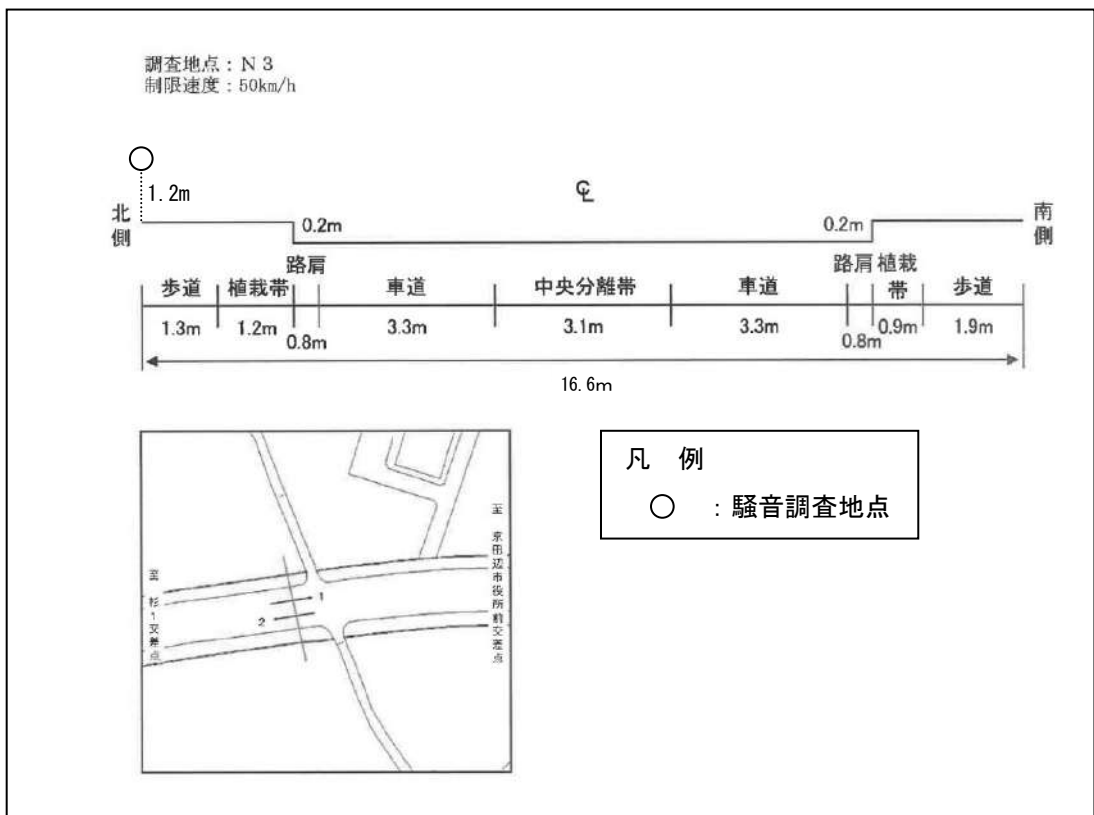 調査地点：N 3
制限速度：50km/h
1.2m
℄
北側
0.2m
0.2m
南側
路肩
路肩
植栽帯
歩道
植栽帯
車道
中央分離帯
車道
歩道
1.3m
1.2m
0.8m
3.3m
3.1m
3.3m
0.8m
0.9m
1.9m
16.6m
凡 例
○ ：騒音調査地点
至 京田辺市役所前交差点
至 杉1交差点
1
2